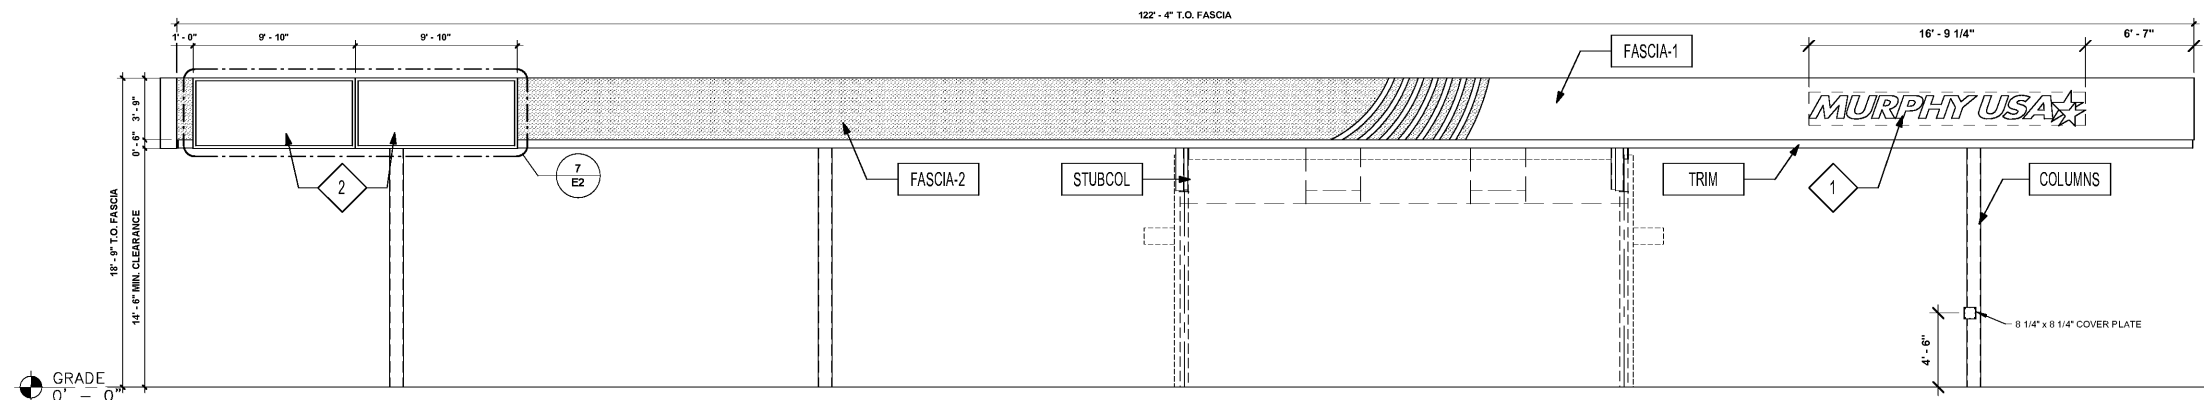 122' - 4" T.O. FASCIA
1' - 0"
9' - 10"
9' - 10"
16' - 9 1/4"
6' - 7"
FASCIA-1
3' - 9"
0' - 6"
MURPHY USA
7
E2
2
FASCIA-2
STUBCOL
TRIM
1
COLUMNS
18' - 9" T.O. FASCIA
14' - 6" MIN. CLEARANCE
8 1/4" x 8 1/4" COVER PLATE
4' - 6"
GRADE
0' - 0"